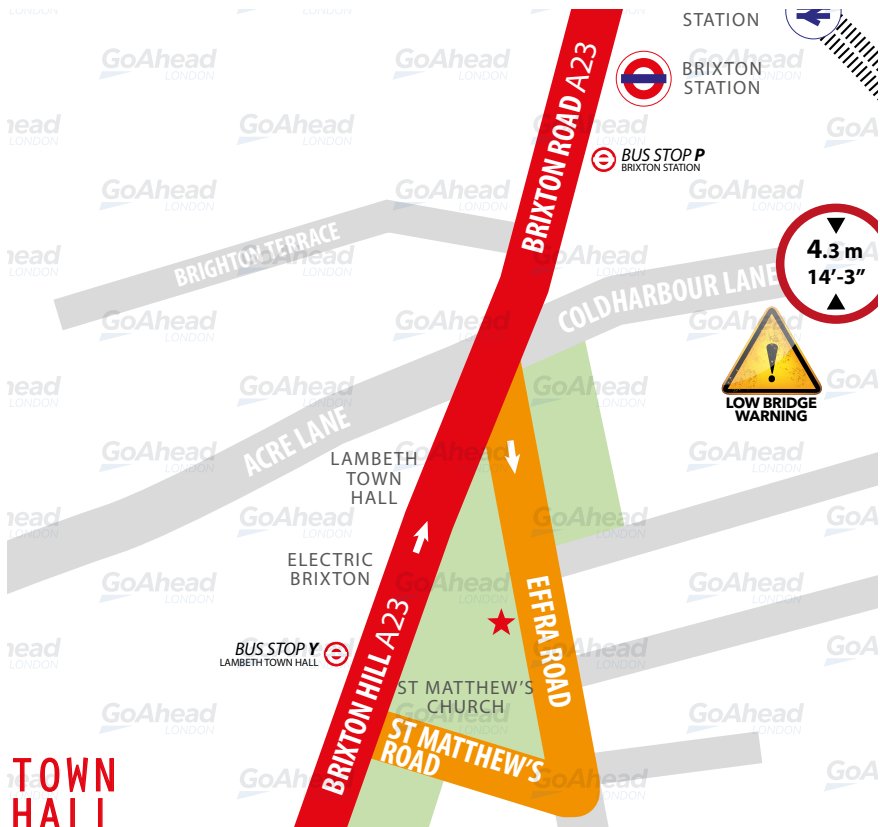 STATION
BRIXTON
STATION
BRIXTON ROAD A23
BUS STOP P
BRIXTON STATION
BRIGHTON TERRACE
4.3 m
14'-3"
COLDHARBOUR LANE
LOW BRIDGE
WARNING
ACRE LANE
LAMBETH
TOWN
HALL
ELECTRIC
BRIXTON
EFFRA ROAD
BUS STOP Y
LAMBETH TOWN HALL
BRIXTON HILL A23
ST MATTHEW'S
CHURCH
ST MATTHEW'S
ROAD
TOWN
HALL
GoAhead
LONDON